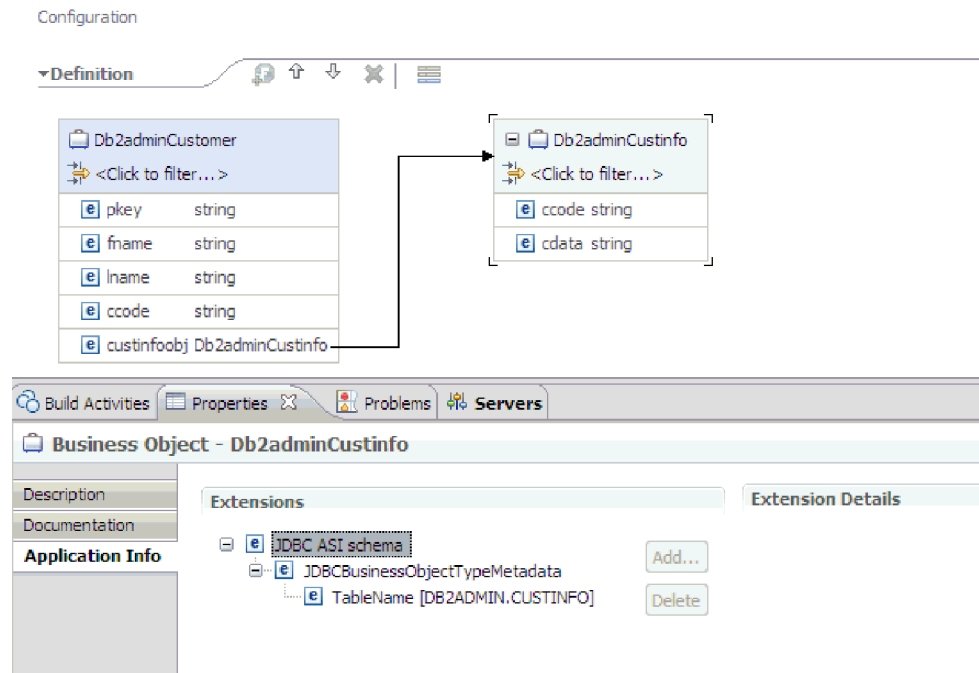 Configuration
Definition
Db2adminCustomer
<Click to filter...>
e pkey string
e fname string
e lname string
e ccode string
e custinfoobj Db2adminCustinfo
Db2adminCustinfo
<Click to filter...>
e ccode string
e cdata string
Build Activities Properties Problems Servers
Business Object - Db2adminCustinfo
Description
Documentation
Application Info
Extensions
e JDBC ASI schema
e JDBCBusinessObjectTypeMetadata
e TableName [DB2ADMIN.CUSTINFO]
Add...
Delete
Extension Details